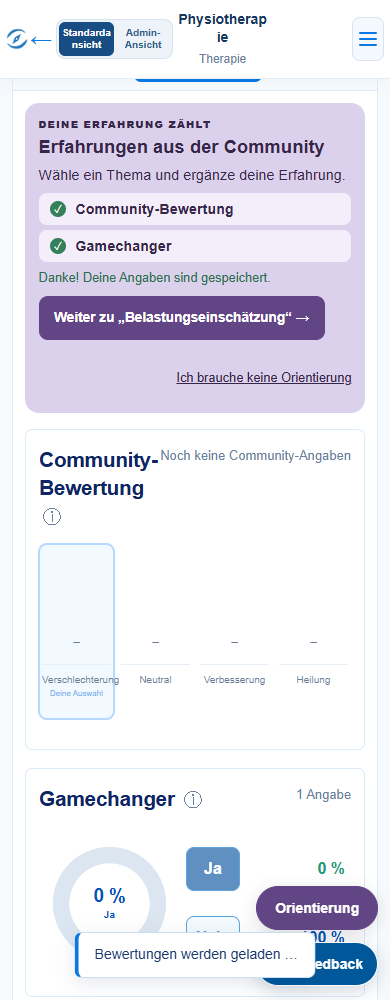 Standarda
nsicht
Admin-
Ansicht
Physiotherap
ie
Therapie
DEINE ERFAHRUNG ZÄHLT
Erfahrungen aus der Community
Wähle ein Thema und ergänze deine Erfahrung.
Community-Bewertung
Gamechanger
Danke! Deine Angaben sind gespeichert.
Weiter zu „Belastungseinschätzung“ →
Ich brauche keine Orientierung
Community-
Bewertung
Noch keine Community-Angaben
– – – –
Verschlechterung Neutral Verbesserung Heilung
Deine Auswahl
Gamechanger
1 Angabe
0 %
Ja
Ja
0 %
Orientierung
Bewertungen werden geladen …